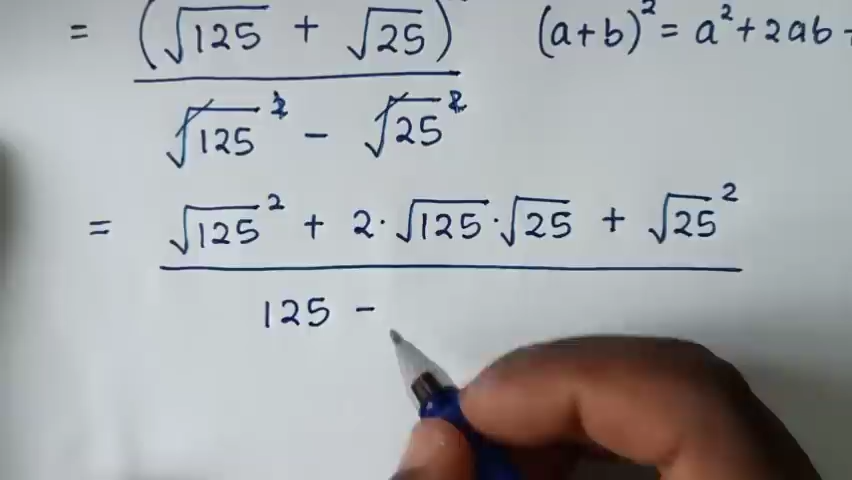 = (√125 + √25)² (a+b)² = a² + 2ab +
√125² − √25²
= √125² + 2·√125·√25 + √25²
125 −